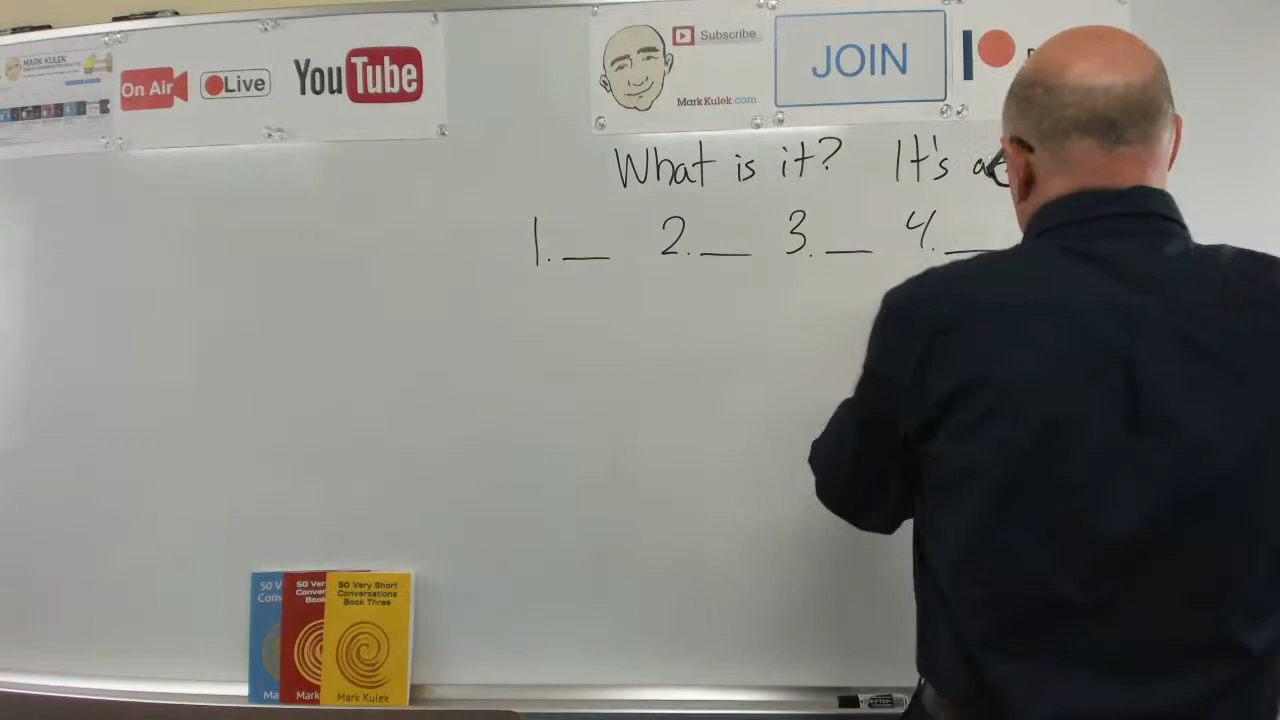 MARK KULEK
On Air
Live
YouTube
Subscribe
MarkKulek.com
JOIN
What is it? It's
1. __ 2. __ 3. __ 4. __
50 Very Short
Conversations
Book Three
Mark Kulek